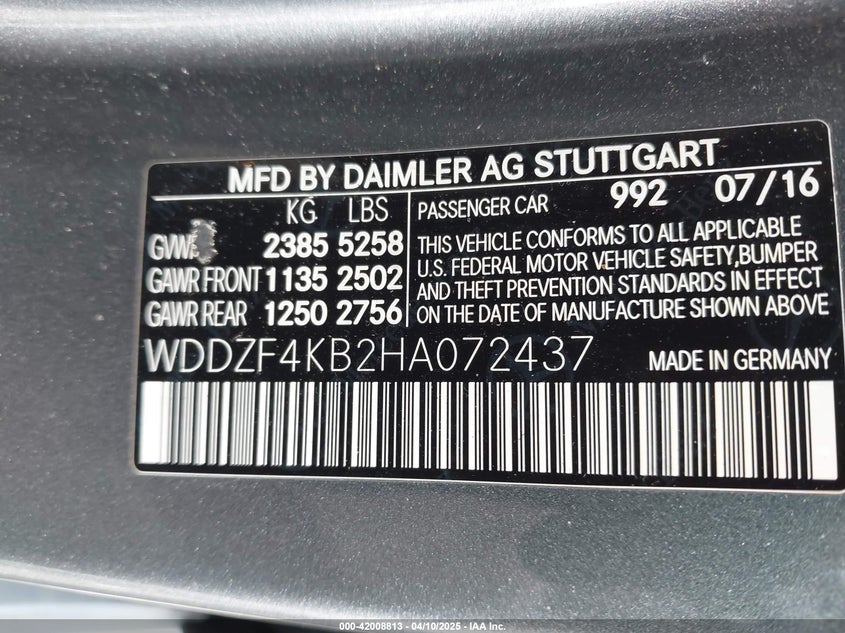 MFD BY DAIMLER AG STUTTGART
KG LBS
GVW 2385 5258
GAWR FRONT 1135 2502
GAWR REAR 1250 2756
PASSENGER CAR 992 07/16
THIS VEHICLE CONFORMS TO ALL APPLICABLE
U.S. FEDERAL MOTOR VEHICLE SAFETY,BUMPER
AND THEFT PREVENTION STANDARDS IN EFFECT
ON THE DATE OF MANUFACTURE SHOWN ABOVE
WDDZF4KB2HA072437 MADE IN GERMANY
000-42008813 - 04/10/2025 - IAA Inc.